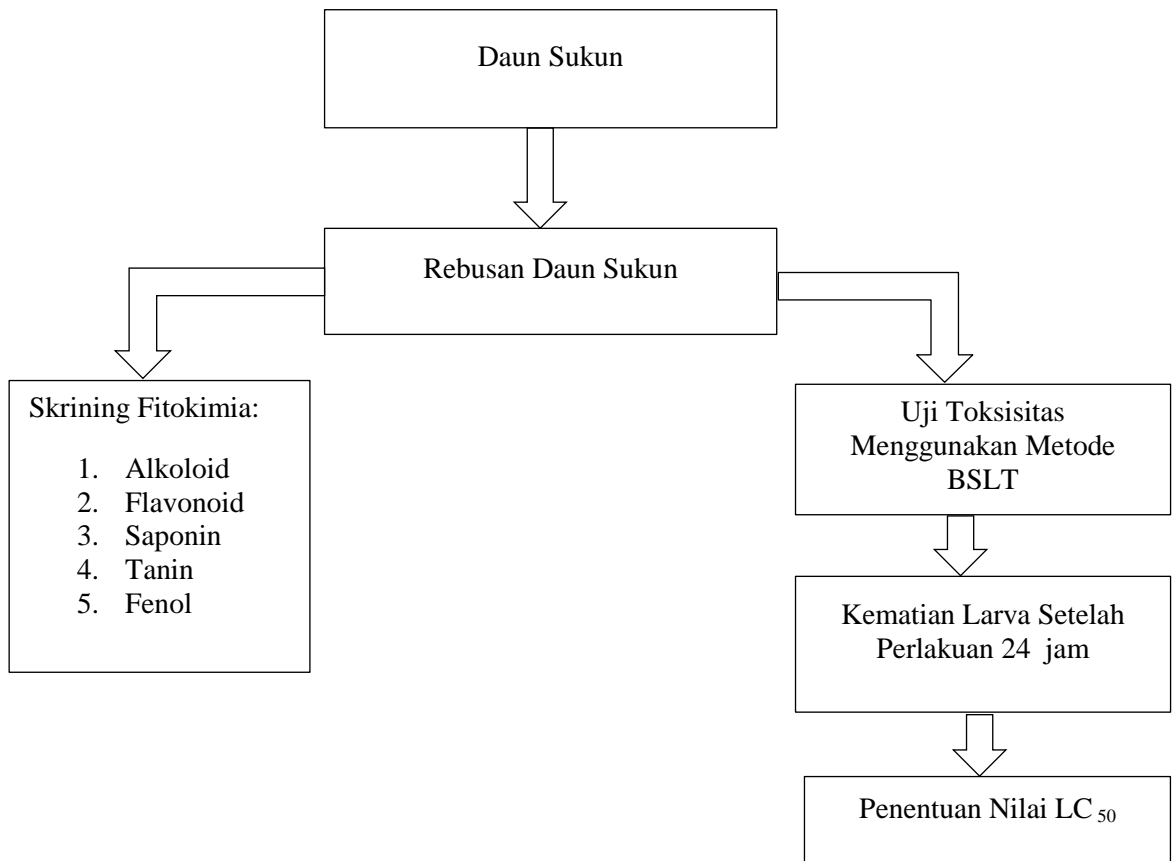 Daun Sukun
Rebusan Daun Sukun
Skrining Fitokimia:
1. Alkoloid
2. Flavonoid
3. Saponin
4. Tanin
5. Fenol
Uji Toksisitas
Menggunakan Metode
BSLT
Kematian Larva Setelah
Perlakuan 24 jam
Penentuan Nilai LC 50